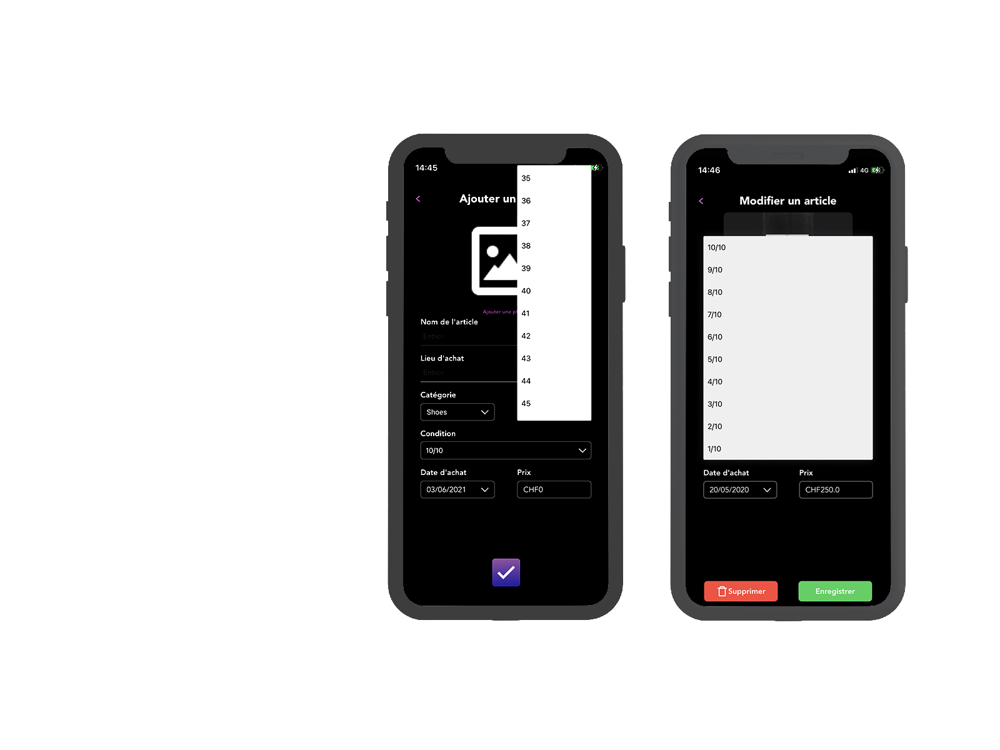 14:45
Ajouter un
35
36
37
38
39
40
41
42
43
44
45
Ajouter une
Nom de l'article
Entrer
Lieu d'achat
Entrer
Catégorie
Shoes
Condition
10/10
Date d'achat Prix
03/06/2021 CHF0
14:46 4G
Modifier un article
10/10
9/10
8/10
7/10
6/10
5/10
4/10
3/10
2/10
1/10
Date d'achat Prix
20/05/2020 CHF250.0
Supprimer Enregistrer